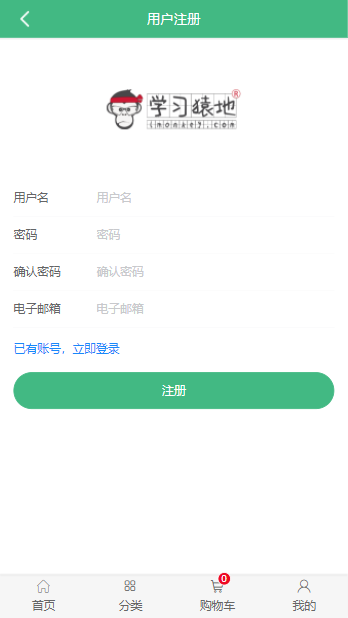 用户注册
学习猿地®
(monkey.com
用户名 用户名
密码 密码
确认密码 确认密码
电子邮箱 电子邮箱
已有账号，立即登录
注册
0
首页 分类 购物车 我的